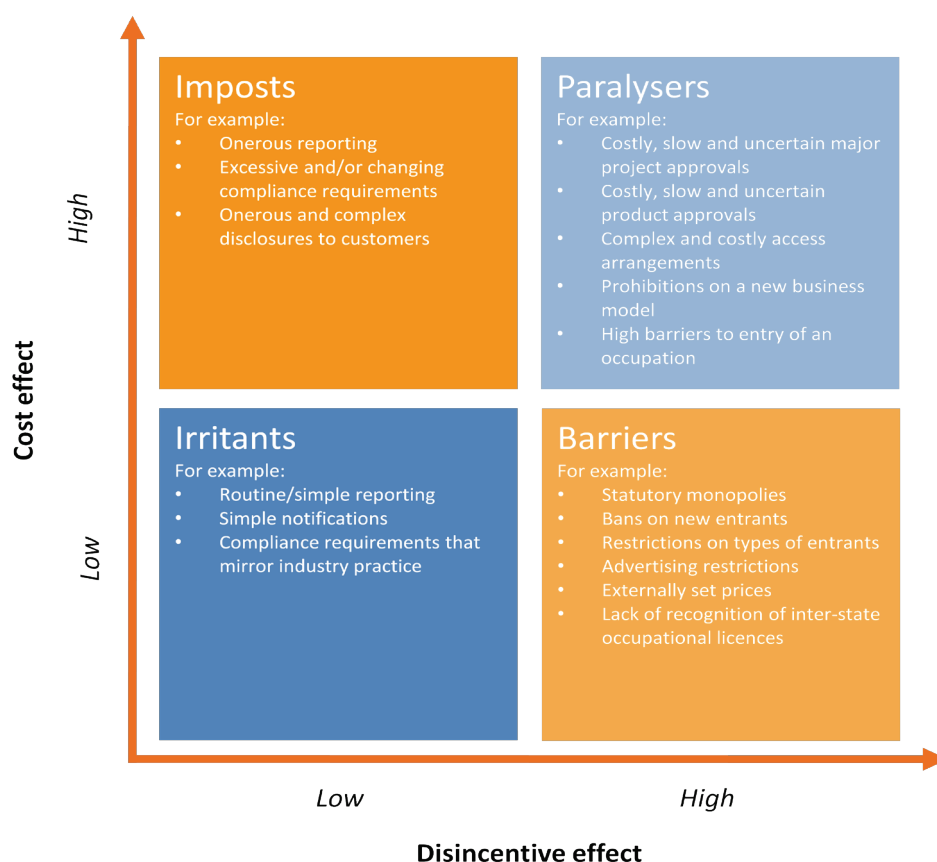 Cost effect
High
Low
Imposts
For example:
• Onerous reporting
• Excessive and/or changing
compliance requirements
• Onerous and complex
disclosures to customers
Paralysers
For example:
• Costly, slow and uncertain major
project approvals
• Costly, slow and uncertain
product approvals
• Complex and costly access
arrangements
• Prohibitions on a new business
model
• High barriers to entry of an
occupation
Irritants
For example:
• Routine/simple reporting
• Simple notifications
• Compliance requirements that
mirror industry practice
Barriers
For example:
• Statutory monopolies
• Bans on new entrants
• Restrictions on types of entrants
• Advertising restrictions
• Externally set prices
• Lack of recognition of inter-state
occupational licences
Low
High
Disincentive effect